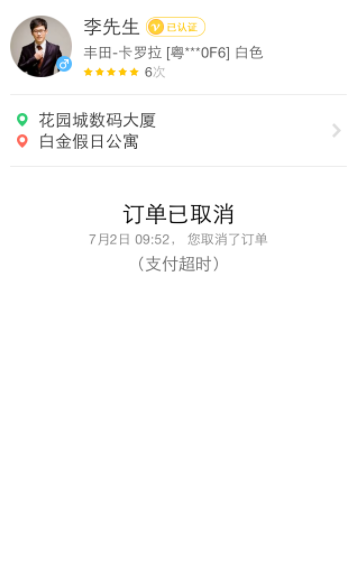 李先生 已认证
丰田-卡罗拉 [粤***0F6] 白色
6次
花园城数码大厦
白金假日公寓
订单已取消
7月2日 09:52， 您取消了订单
（支付超时）